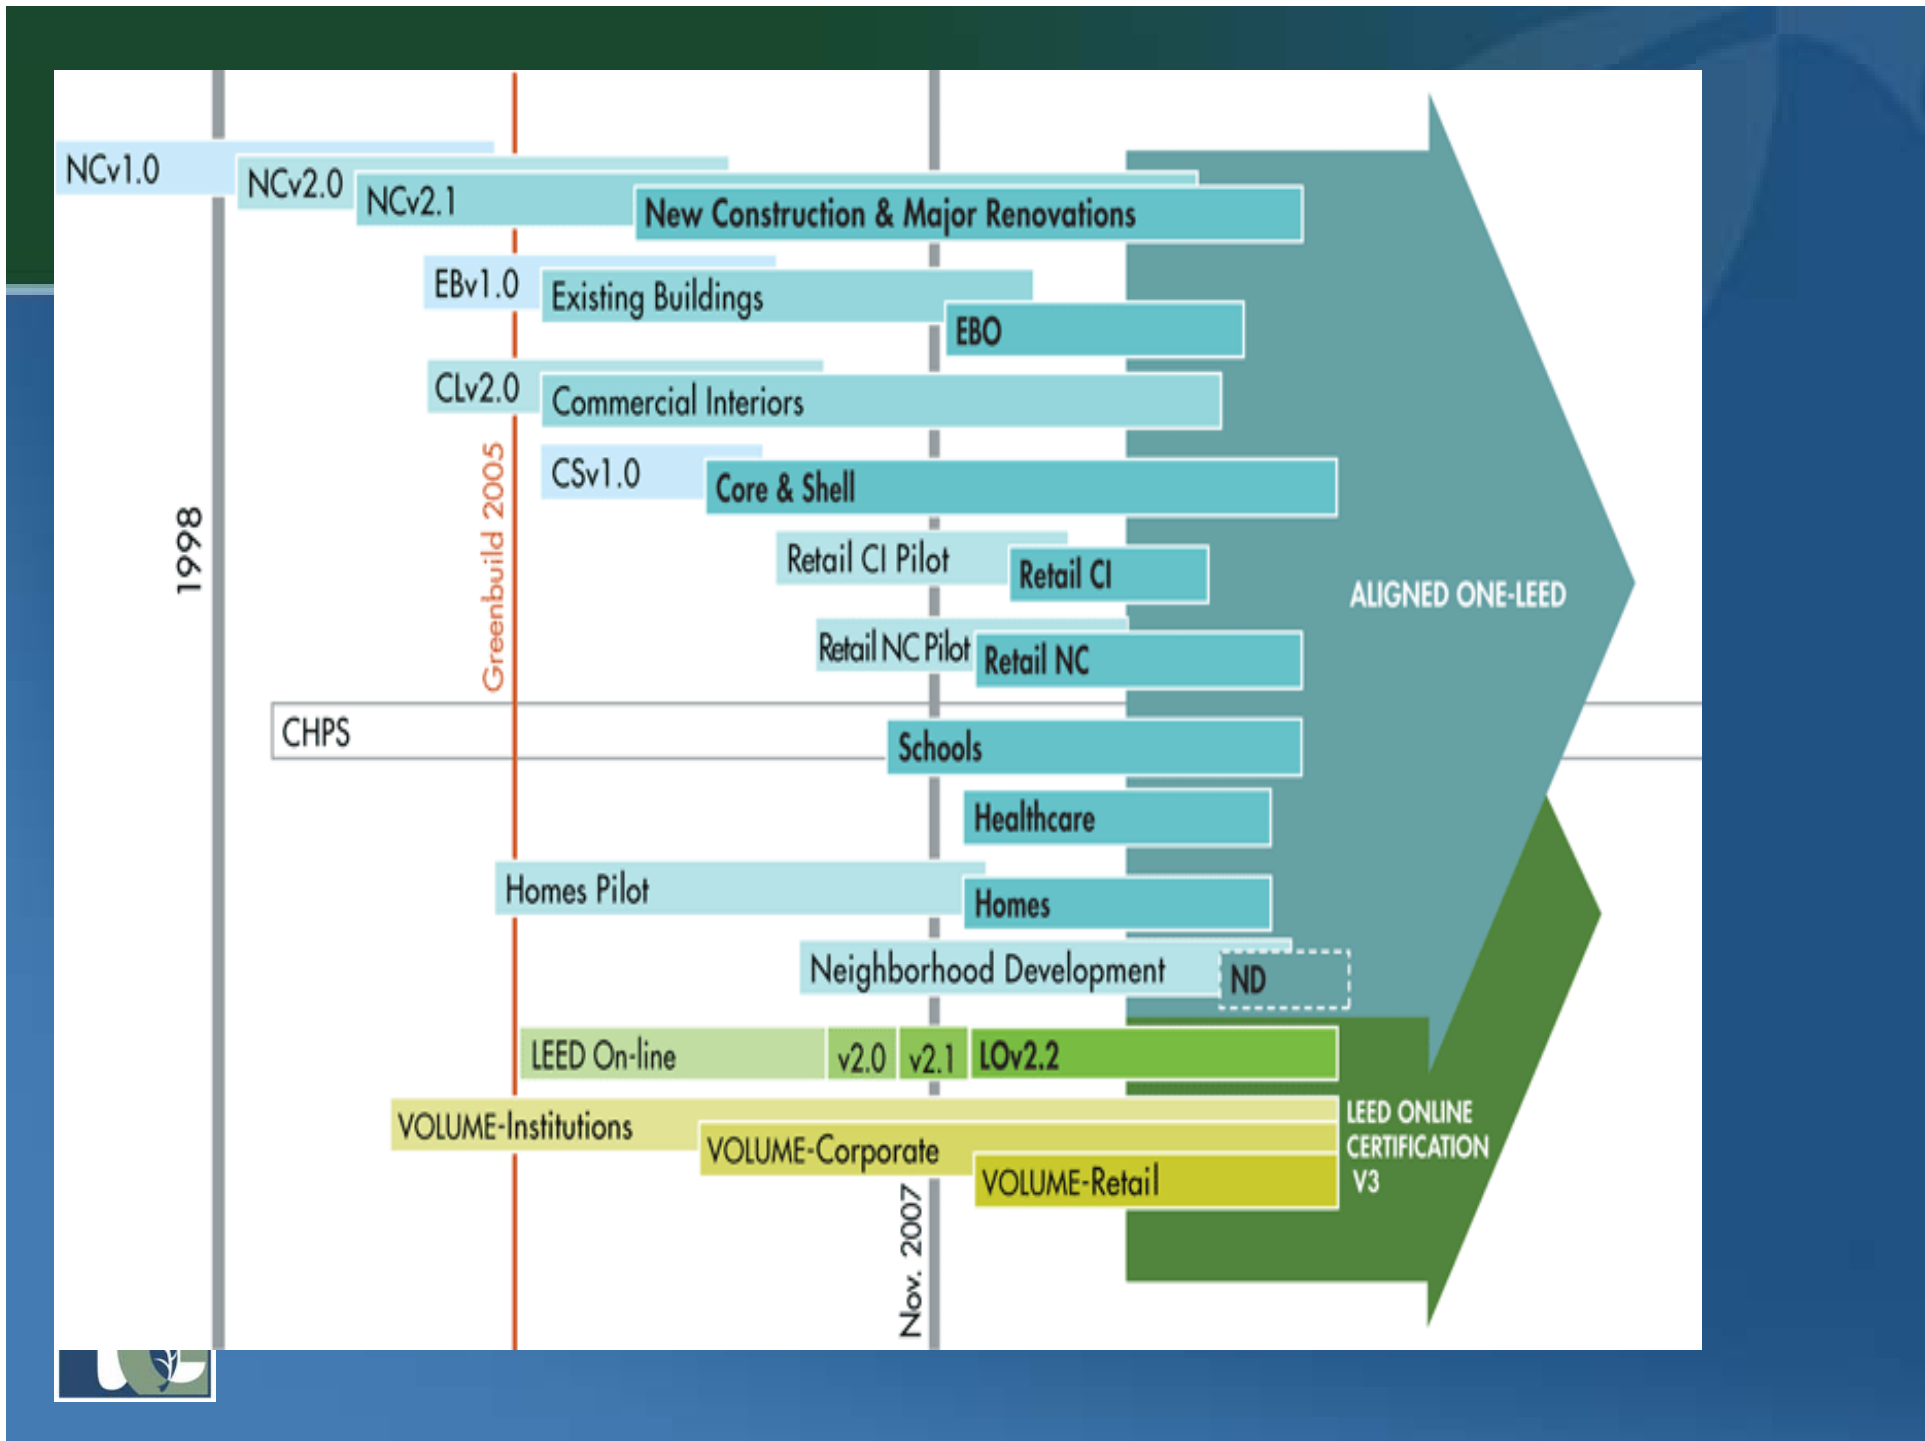 NCv1.0
NCv2.0
NCv2.1
New Construction & Major Renovations
EBv1.0
Existing Buildings
EBO
CLv2.0
Commercial Interiors
CSv1.0
Core & Shell
Greenbuild 2005
1998
Retail CI Pilot
Retail CI
ALIGNED ONE-LEED
Retail NC Pilot
Retail NC
CHPS
Schools
Healthcare
Homes Pilot
Homes
Neighborhood Development
ND
LEED On-line
v2.0
v2.1
LOv2.2
VOLUME-Institutions
VOLUME-Corporate
VOLUME-Retail
LEED ONLINE
CERTIFICATION
V3
Nov. 2007